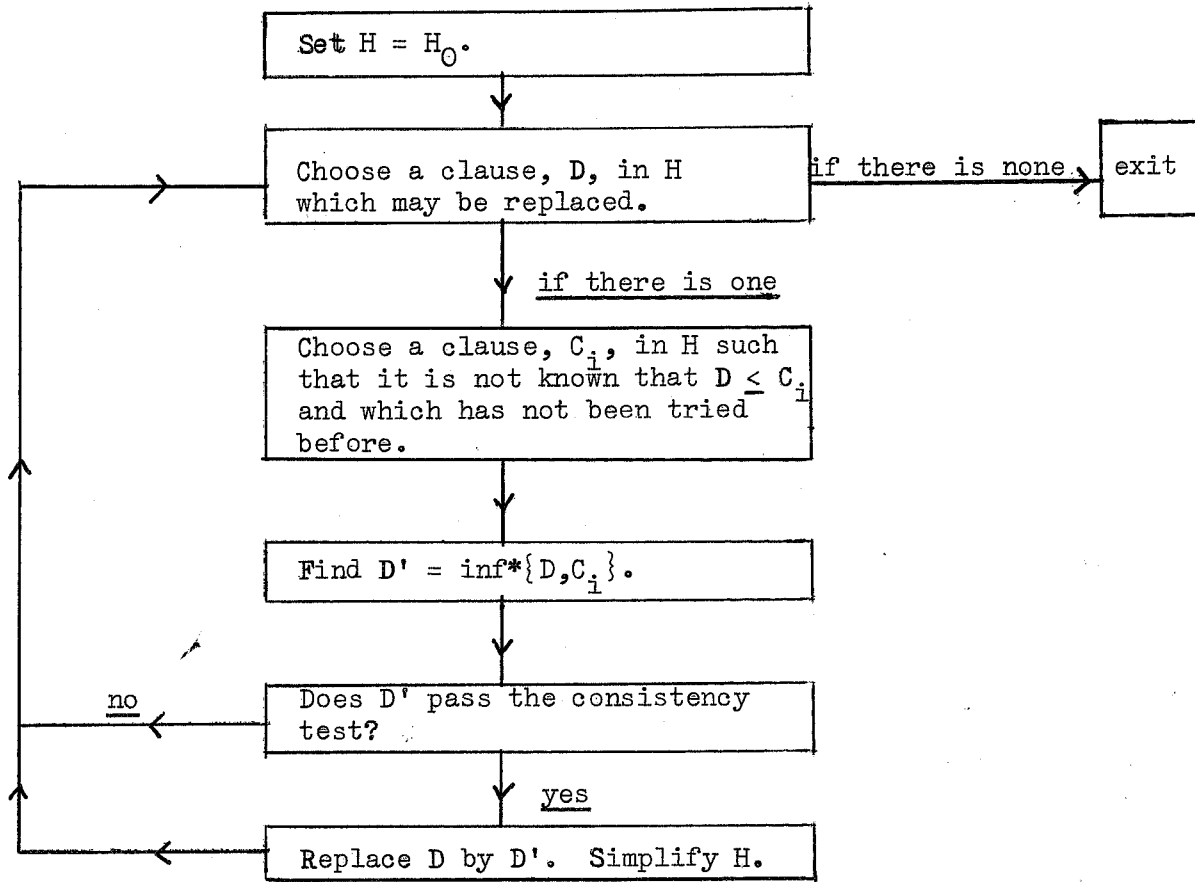 Set H = H₀.
Choose a clause, D, in H
which may be replaced.
if there is none
exit
if there is one
Choose a clause, Cᵢ, in H such
that it is not known that D ≤ Cᵢ
and which has not been tried
before.
Find D' = inf*{D,Cᵢ}.
Does D' pass the consistency
test?
no
yes
Replace D by D'. Simplify H.